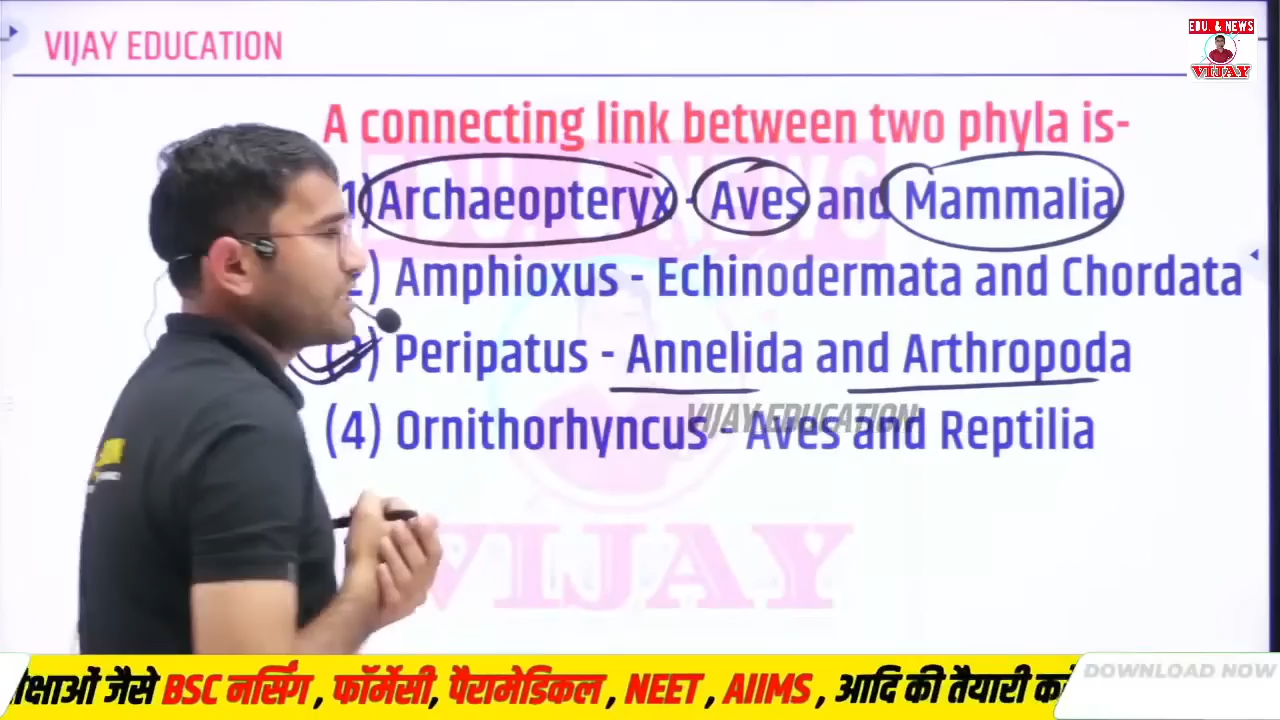 VIJAY EDUCATION
EDU. & NEWS
VIJAY
A connecting link between two phyla is-
1) Archaeopteryx - Aves and Mammalia
2) Amphioxus - Echinodermata and Chordata
(3) Peripatus - Annelida and Arthropoda
VIJAY EDUCATION
(4) Ornithorhyncus - Aves and Reptilia
EDU. & NEWS
VIJAY
जैसे BSC नर्सिंग , फॉर्मेसी, पैरामेडिकल , NEET , AIIMS , आदि की तैयारी
DOWNLOAD NOW